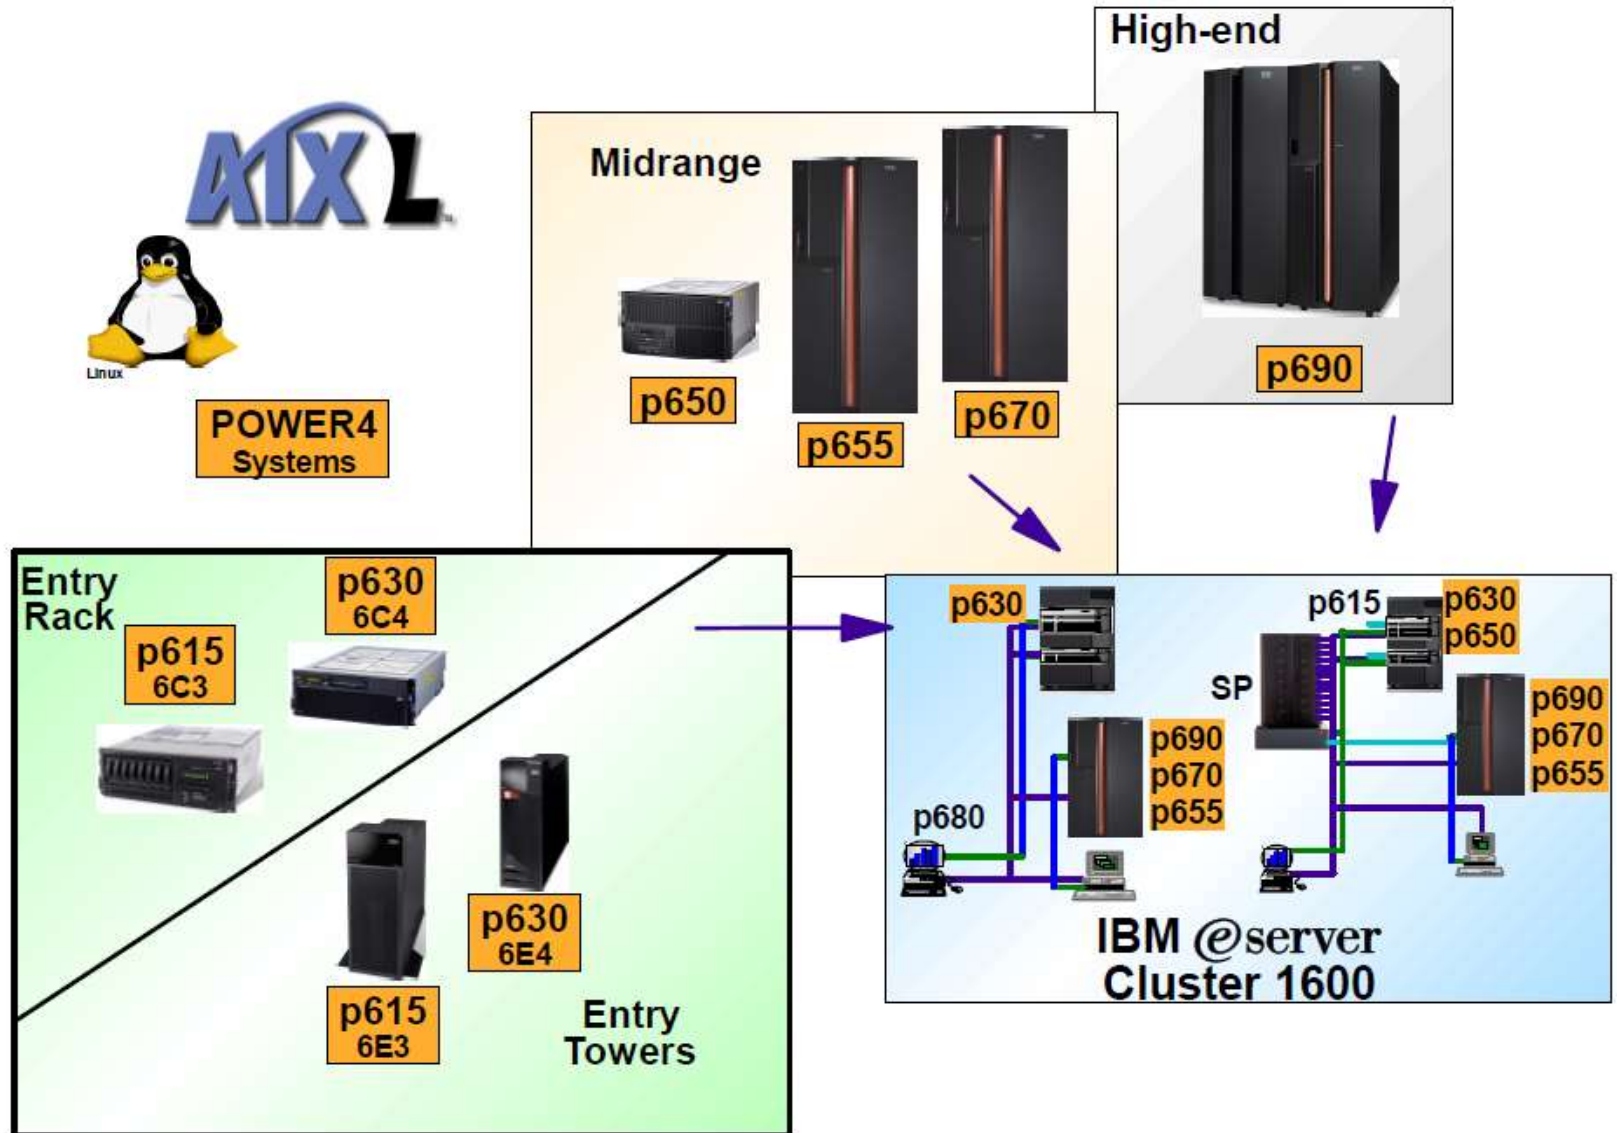 High-end
p690
Midrange
p650
p655
p670
AIX L
Linux
POWER4
Systems
Entry
Rack
p630
6C4
p615
6C3
p630
6E4
p615
6E3
Entry
Towers
p630
p690
p670
p655
p680
p615
p630
p650
SP
p690
p670
p655
IBM @server
Cluster 1600